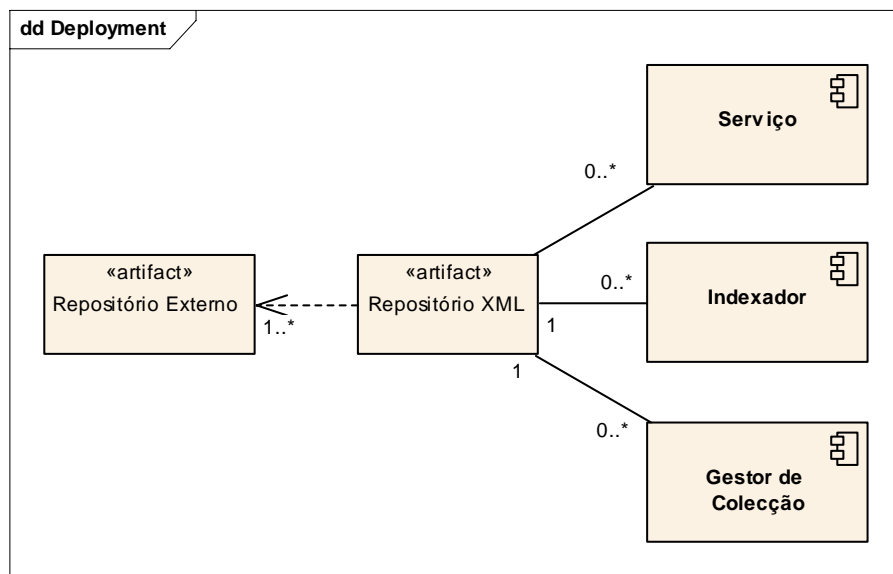 dd Deployment
Serviço
0..*
«artifact»
Repositório Externo
1..*
«artifact»
Repositório XML
1
0..*
Indexador
1
0..*
Gestor de
Colecção